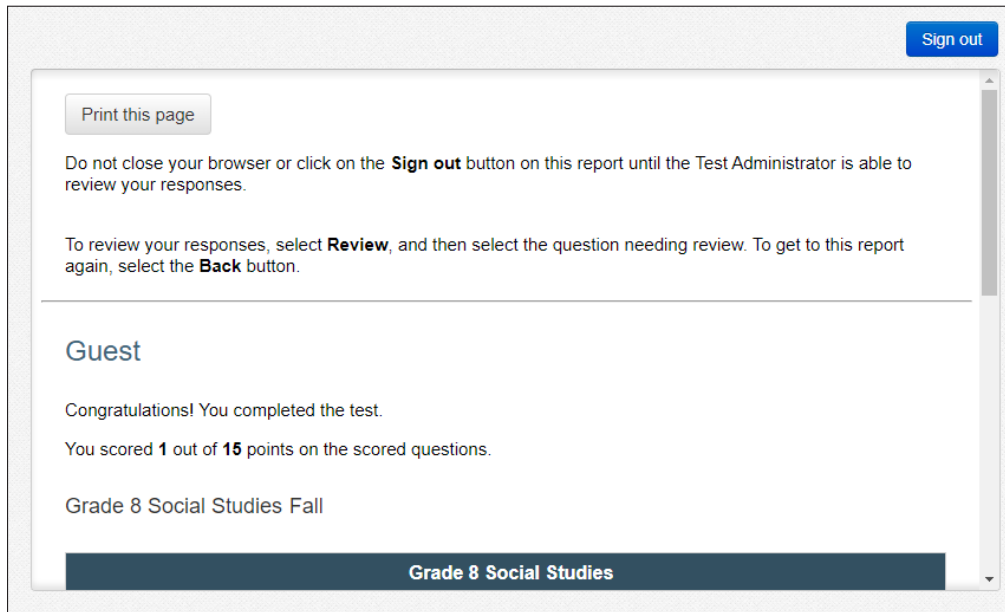 Sign out
Print this page
Do not close your browser or click on the Sign out button on this report until the Test Administrator is able to
review your responses.
To review your responses, select Review, and then select the question needing review. To get to this report
again, select the Back button.
Guest
Congratulations! You completed the test.
You scored 1 out of 15 points on the scored questions.
Grade 8 Social Studies Fall
Grade 8 Social Studies